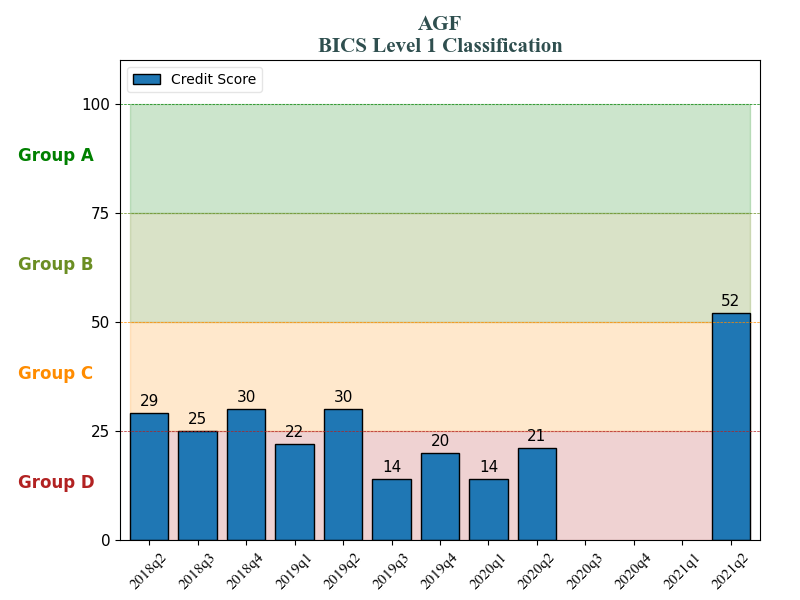 AGF
BICS Level 1 Classification
Credit Score
100
Group A
75
Group B
52
50
Group C
29
25
30
22
30
14
20
14
21
25
Group D
0
2018q2
2018q3
2018q4
2019q1
2019q2
2019q3
2019q4
2020q1
2020q2
2020q3
2020q4
2021q1
2021q2